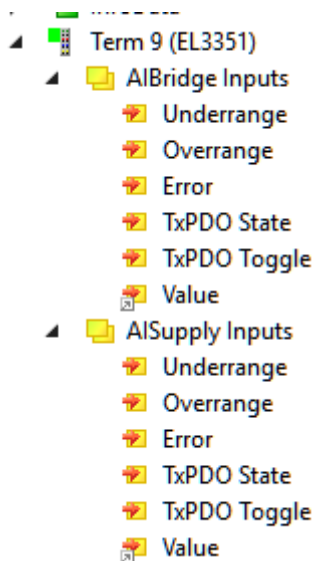 Term 9 (EL3351)
AIBridge Inputs
Underrange
Overrange
Error
TxPDO State
TxPDO Toggle
Value
AISupply Inputs
Underrange
Overrange
Error
TxPDO State
TxPDO Toggle
Value